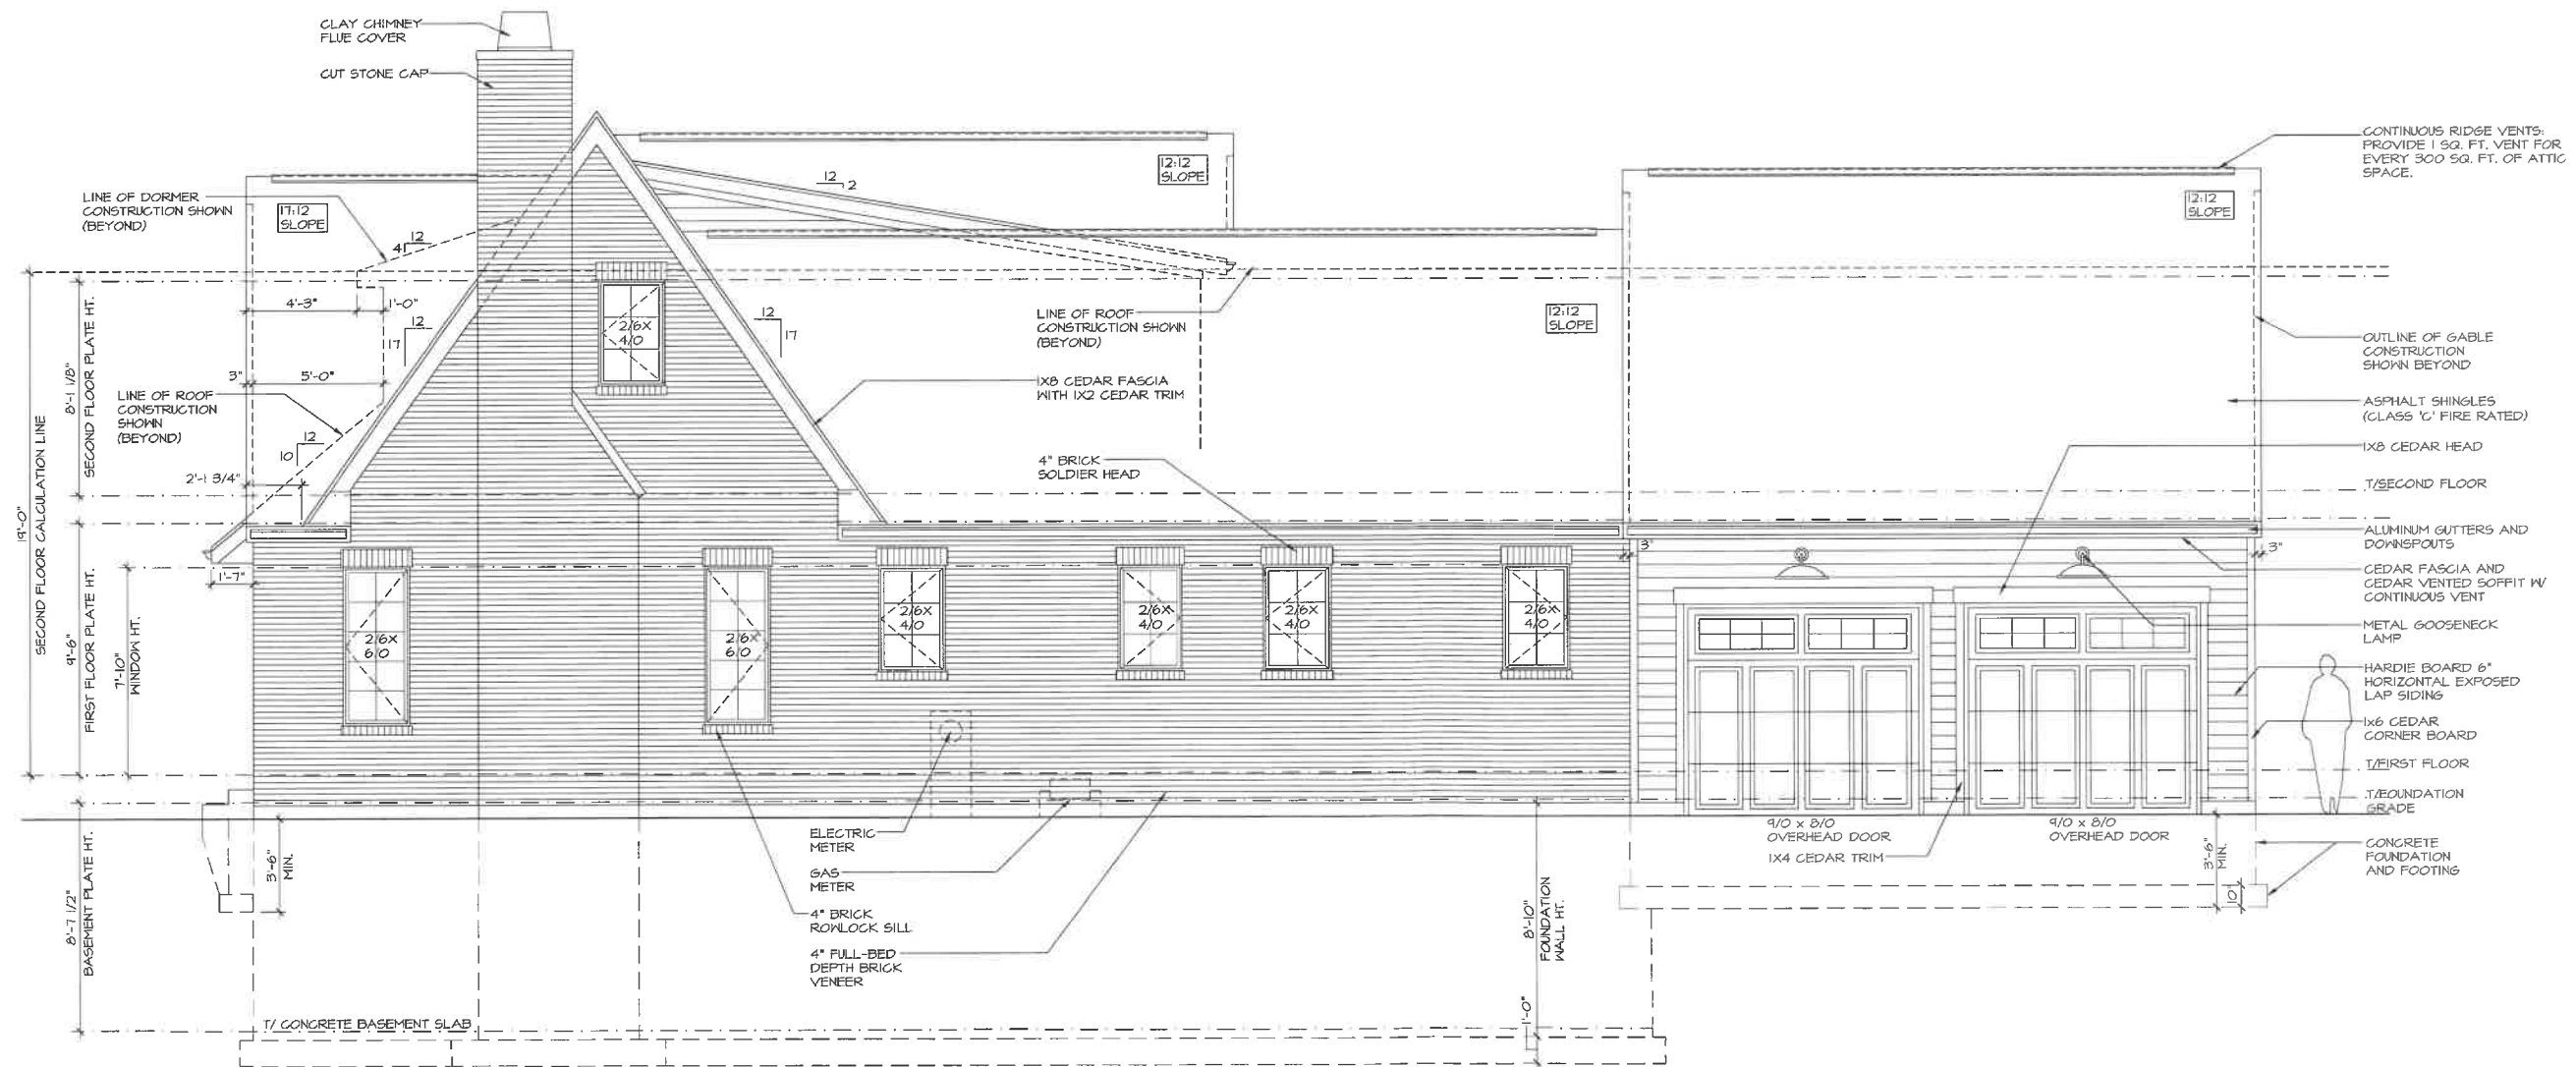 CLAY CHIMNEY
FLUE COVER
CUT STONE CAP
CONTINUOUS RIDGE VENTS:
PROVIDE 1 SQ. FT. VENT FOR
EVERY 300 SQ. FT. OF ATTIC
SPACE.
12:12
SLOPE
12
2
LINE OF DORMER
CONSTRUCTION SHOWN
(BEYOND)
17:12
SLOPE
12:12
SLOPE
12
4
4'-3"
1'-0"
12
17
12
17
2/6X
4/0
LINE OF ROOF
CONSTRUCTION SHOWN
(BEYOND)
12:12
SLOPE
OUTLINE OF GABLE
CONSTRUCTION
SHOWN BEYOND
3"
5'-0"
LINE OF ROOF
CONSTRUCTION
SHOWN
(BEYOND)
1X8 CEDAR FASCIA
WITH 1X2 CEDAR TRIM
ASPHALT SHINGLES
(CLASS 'C' FIRE RATED)
12
10
2'-1 3/4"
4" BRICK
SOLDIER HEAD
1X8 CEDAR HEAD
T/SECOND FLOOR
19'-0"
SECOND FLOOR CALCULATION LINE
8'-1 1/8"
SECOND FLOOR PLATE HT.
9'-6"
FIRST FLOOR PLATE HT.
7'-10"
WINDOW HT.
1'-7"
3"
3"
ALUMINUM GUTTERS AND
DOWNSPOUTS
CEDAR FASCIA AND
CEDAR VENTED SOFFIT W/
CONTINUOUS VENT
2/6X
6/0
2/6X
6/0
2/6X
4/0
2/6X
4/0
2/6X
4/0
2/6X
4/0
METAL GOOSENECK
LAMP
HARDIE BOARD 6"
HORIZONTAL EXPOSED
LAP SIDING
1x6 CEDAR
CORNER BOARD
T/FIRST FLOOR
T/FOUNDATION
GRADE
9/0 x 8/0
OVERHEAD DOOR
9/0 x 8/0
OVERHEAD DOOR
1X4 CEDAR TRIM
3'-6"
MIN.
10"
CONCRETE
FOUNDATION
AND FOOTING
ELECTRIC
METER
GAS
METER
4" BRICK
ROWLOCK SILL
4" FULL-BED
DEPTH BRICK
VENEER
3'-6"
MIN.
8'-7 1/2"
BASEMENT PLATE HT.
8'-10"
FOUNDATION
WALL HT.
1'-0"
T/ CONCRETE BASEMENT SLAB